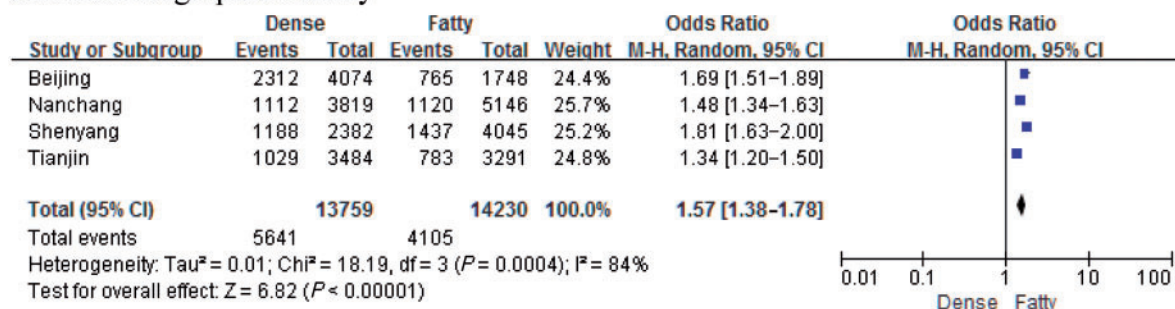 Dense Fatty Odds Ratio Odds Ratio
Study or Subgroup Events Total Events Total Weight M-H, Random, 95% CI M-H, Random, 95% CI
Beijing 2312 4074 765 1748 24.4% 1.69 [1.51–1.89]
Nanchang 1112 3819 1120 5146 25.7% 1.48 [1.34–1.63]
Shenyang 1188 2382 1437 4045 25.2% 1.81 [1.63–2.00]
Tianjin 1029 3484 783 3291 24.8% 1.34 [1.20–1.50]
Total (95% CI) 13759 14230 100.0% 1.57 [1.38–1.78]
Total events 5641 4105
Heterogeneity: Tau² = 0.01; Chi² = 18.19, df = 3 (P = 0.0004); I² = 84%
Test for overall effect: Z = 6.82 (P < 0.00001)
0.01 0.1 1 10 100
Dense Fatty